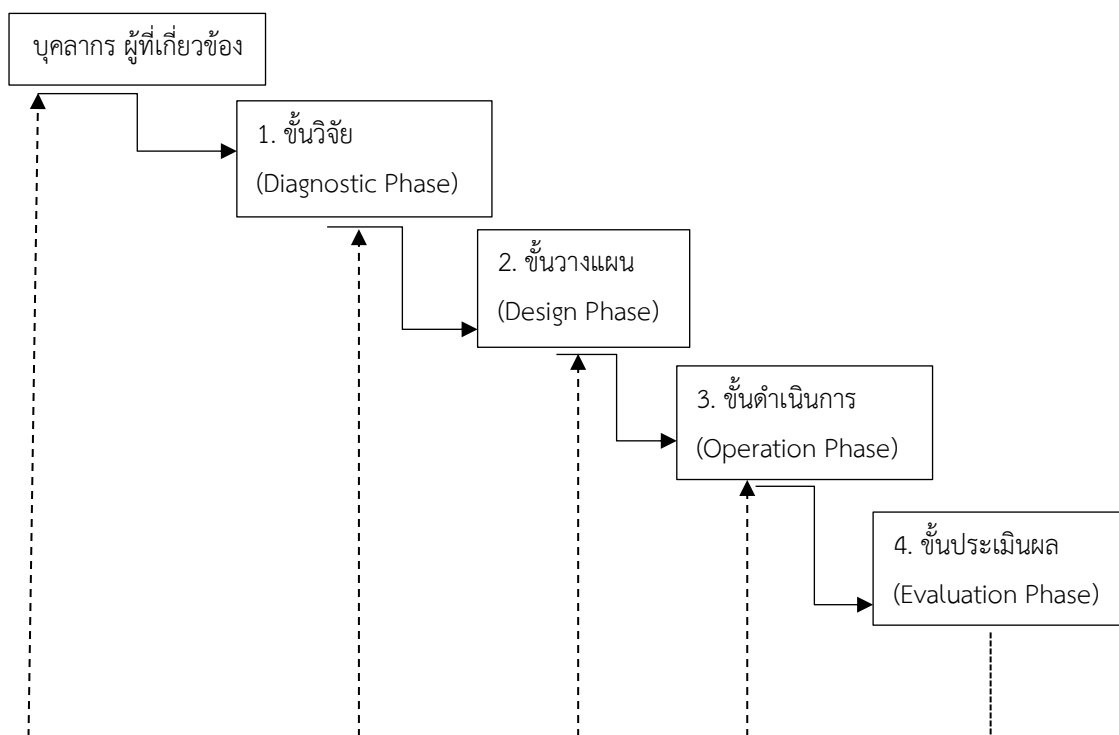 บุคลากร ผู้ที่เกี่ยวข้อง
1. ขั้นวิจัย
(Diagnostic Phase)
2. ขั้นวางแผน
(Design Phase)
3. ขั้นดำเนินการ
(Operation Phase)
4. ขั้นประเมินผล
(Evaluation Phase)